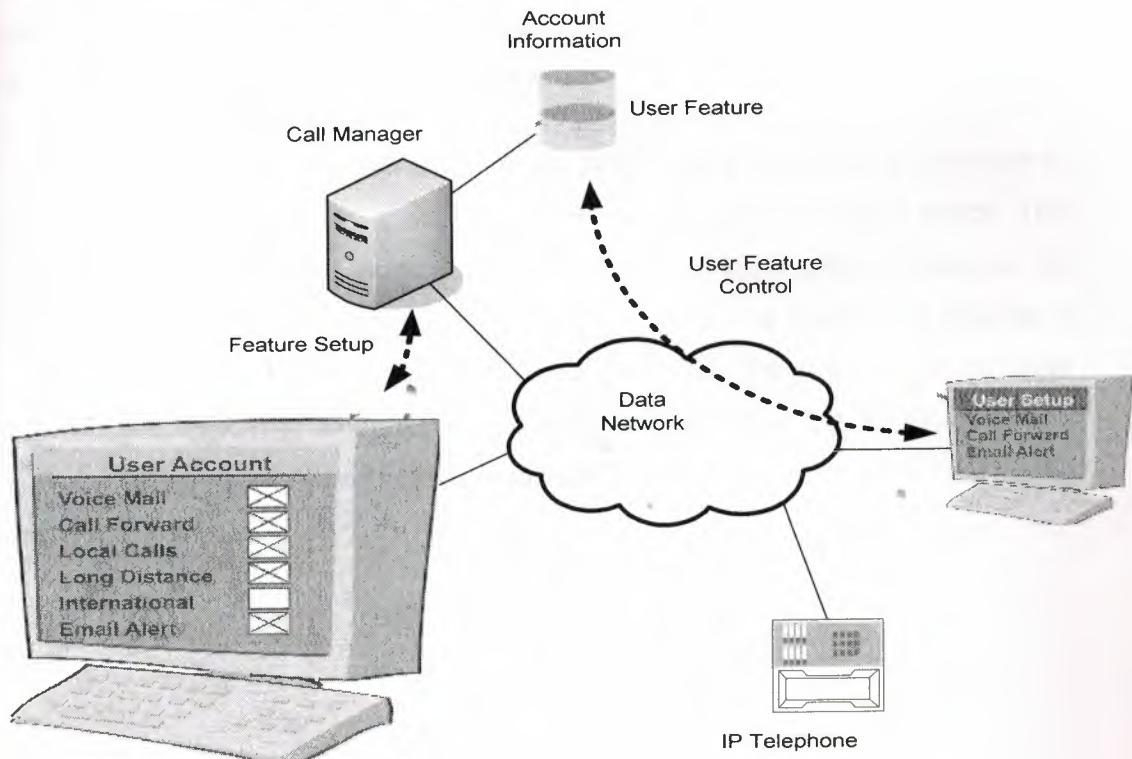 Account
Information
User Feature
Call Manager
User Feature
Control
Feature Setup
Data
Network
User Setup
Voice Mail
Call Forward
Email Alert
User Account
Voice Mail
Call Forward
Local Calls
Long Distance
International
Email Alert
IP Telephone